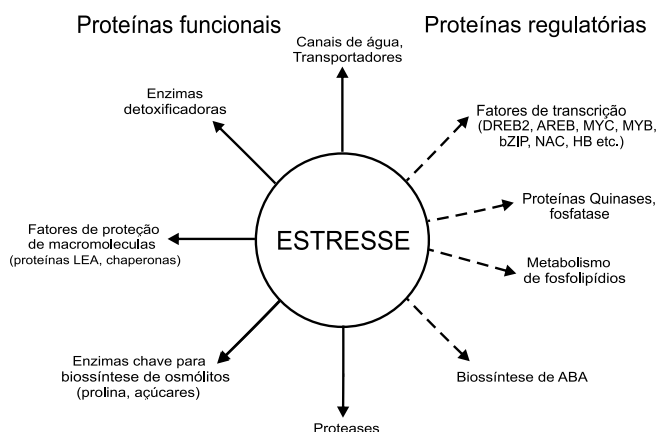 Proteínas funcionais
Proteínas regulatórias
Canais de água,
Transportadores
Enzimas
detoxificadoras
Fatores de transcrição
(DREB2, AREB, MYC, MYB,
bZIP, NAC, HB etc.)
Proteínas Quinases,
fosfatase
Fatores de proteção
de macromoleculas
(proteínas LEA, chaperonas)
ESTRESSE
Metabolismo
de fosfolipídios
Enzimas chave para
biossíntese de osmólitos
(prolina, açúcares)
Biossíntese de ABA
Proteases